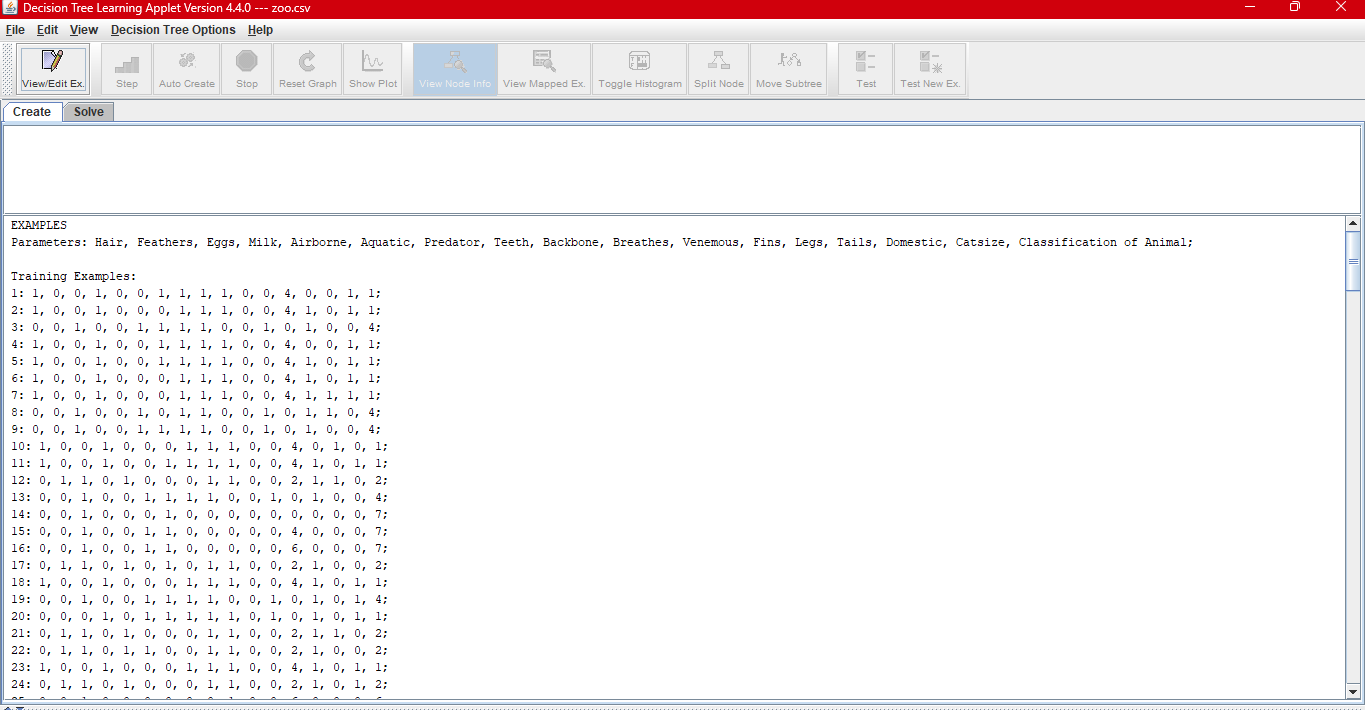 Decision Tree Learning Applet Version 4.4.0 --- zoo.csv
File Edit View Decision Tree Options Help
View/Edit Ex. Step Auto Create Stop Reset Graph Show Plot View Node Info View Mapped Ex. Toggle Histogram Split Node Move Subtree Test Test New Ex.
Create Solve
EXAMPLES
Parameters: Hair, Feathers, Eggs, Milk, Airborne, Aquatic, Predator, Teeth, Backbone, Breathes, Venemous, Fins, Legs, Tails, Domestic, Catsize, Classification of Animal;
Training Examples:
1: 1, 0, 0, 1, 0, 0, 1, 1, 1, 1, 0, 0, 4, 0, 0, 1, 1;
2: 1, 0, 0, 1, 0, 0, 0, 1, 1, 1, 0, 0, 4, 1, 0, 1, 1;
3: 0, 0, 1, 0, 0, 1, 1, 1, 1, 0, 0, 1, 0, 1, 0, 0, 4;
4: 1, 0, 0, 1, 0, 0, 1, 1, 1, 1, 0, 0, 4, 0, 0, 1, 1;
5: 1, 0, 0, 1, 0, 0, 1, 1, 1, 1, 0, 0, 4, 1, 0, 1, 1;
6: 1, 0, 0, 1, 0, 0, 0, 1, 1, 1, 0, 0, 4, 1, 0, 1, 1;
7: 1, 0, 0, 1, 0, 0, 0, 1, 1, 1, 0, 0, 4, 1, 1, 1, 1;
8: 0, 0, 1, 0, 0, 1, 0, 1, 1, 0, 0, 1, 0, 1, 1, 0, 4;
9: 0, 0, 1, 0, 0, 1, 1, 1, 1, 0, 0, 1, 0, 1, 0, 0, 4;
10: 1, 0, 0, 1, 0, 0, 0, 1, 1, 1, 0, 0, 4, 0, 1, 0, 1;
11: 1, 0, 0, 1, 0, 0, 1, 1, 1, 1, 0, 0, 4, 1, 0, 1, 1;
12: 0, 1, 1, 0, 1, 0, 0, 0, 1, 1, 0, 0, 2, 1, 1, 0, 2;
13: 0, 0, 1, 0, 0, 1, 1, 1, 1, 0, 0, 1, 0, 1, 0, 0, 4;
14: 0, 0, 1, 0, 0, 0, 1, 0, 0, 0, 0, 0, 0, 0, 0, 0, 7;
15: 0, 0, 1, 0, 0, 1, 1, 0, 0, 0, 0, 0, 4, 0, 0, 0, 7;
16: 0, 0, 1, 0, 0, 1, 1, 0, 0, 0, 0, 0, 6, 0, 0, 0, 7;
17: 0, 1, 1, 0, 1, 0, 1, 0, 1, 1, 0, 0, 2, 1, 0, 0, 2;
18: 1, 0, 0, 1, 0, 0, 0, 1, 1, 1, 0, 0, 4, 1, 0, 1, 1;
19: 0, 0, 1, 0, 0, 1, 1, 1, 1, 0, 0, 1, 0, 1, 0, 1, 4;
20: 0, 0, 0, 1, 0, 1, 1, 1, 1, 1, 0, 1, 0, 1, 0, 1, 1;
21: 0, 1, 1, 0, 1, 0, 0, 0, 1, 1, 0, 0, 2, 1, 1, 0, 2;
22: 0, 1, 1, 0, 1, 1, 0, 0, 1, 1, 0, 0, 2, 1, 0, 0, 2;
23: 1, 0, 0, 1, 0, 0, 0, 1, 1, 1, 0, 0, 4, 1, 0, 1, 1;
24: 0, 1, 1, 0, 1, 0, 0, 0, 1, 1, 0, 0, 2, 1, 0, 1, 2;